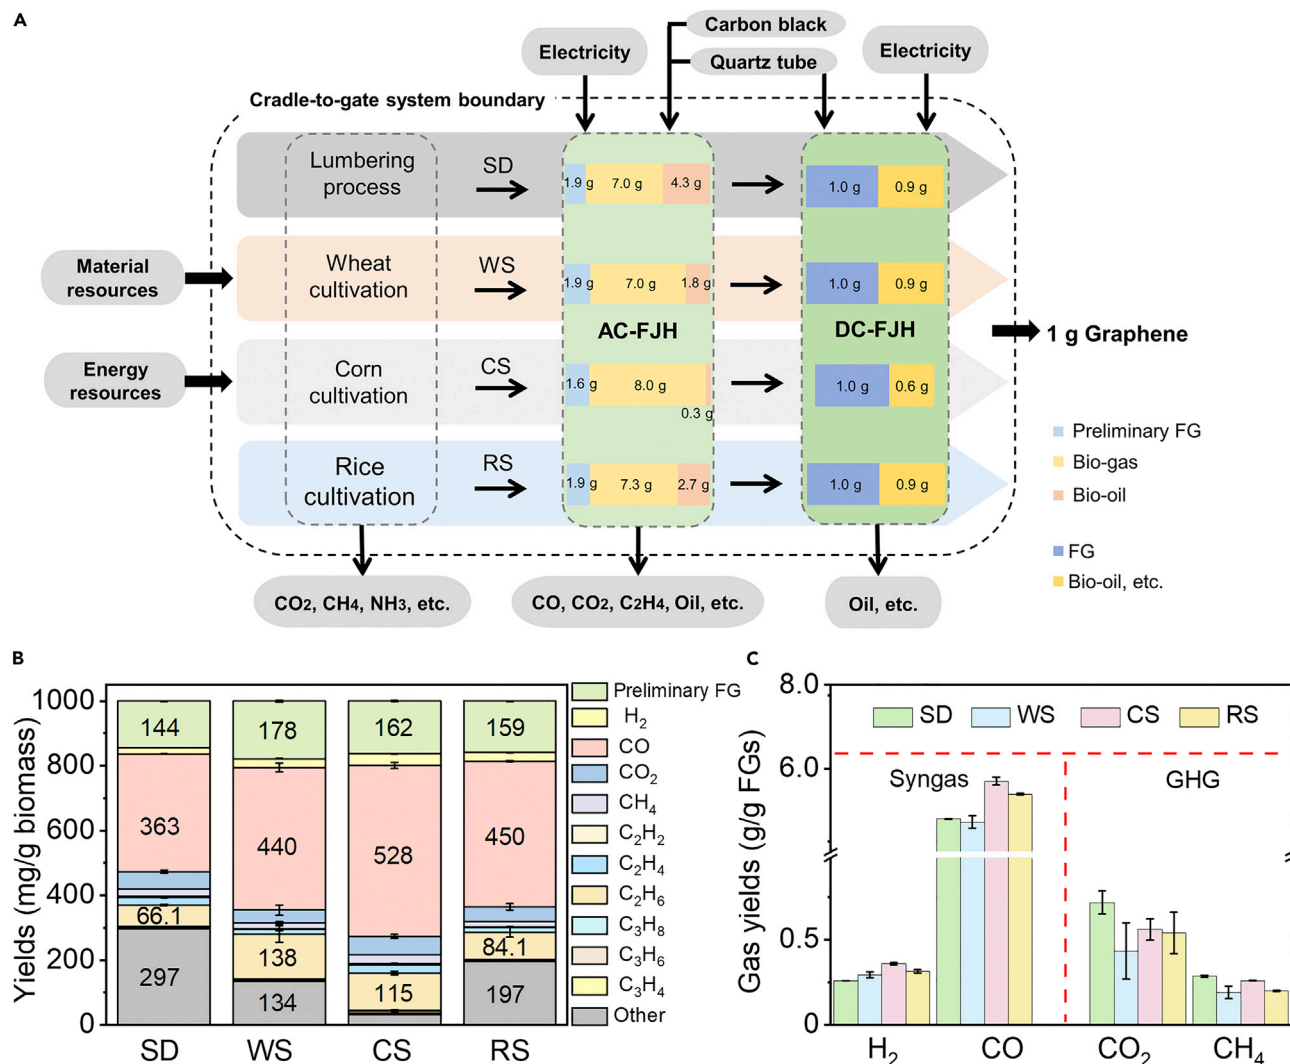 A
Carbon black
Electricity
Quartz tube
Electricity
Cradle-to-gate system boundary
Lumbering
process
SD
1.9 g
7.0 g
4.3 g
1.0 g
0.9 g
Material
resources
Wheat
cultivation
WS
1.9 g
7.0 g
1.8 g
1.0 g
0.9 g
AC-FJH
DC-FJH
1 g Graphene
Energy
resources
Corn
cultivation
CS
1.6 g
8.0 g
0.3 g
1.0 g
0.6 g
Rice
cultivation
RS
1.9 g
7.3 g
2.7 g
1.0 g
0.9 g
Preliminary FG
Bio-gas
Bio-oil
FG
Bio-oil, etc.
CO2, CH4, NH3, etc.
CO, CO2, C2H4, Oil, etc.
Oil, etc.
B
Yields (mg/g biomass)
1000
800
600
400
200
0
144
363
66.1
297
178
440
138
134
162
528
115
159
450
84.1
197
SD
WS
CS
RS
Preliminary FG
H2
CO
CO2
CH4
C2H2
C2H4
C2H6
C3H8
C3H6
C3H4
Other
C
Gas yields (g/g FGs)
8.0
6.0
0.5
0
SD
WS
CS
RS
Syngas
GHG
H2
CO
CO2
CH4